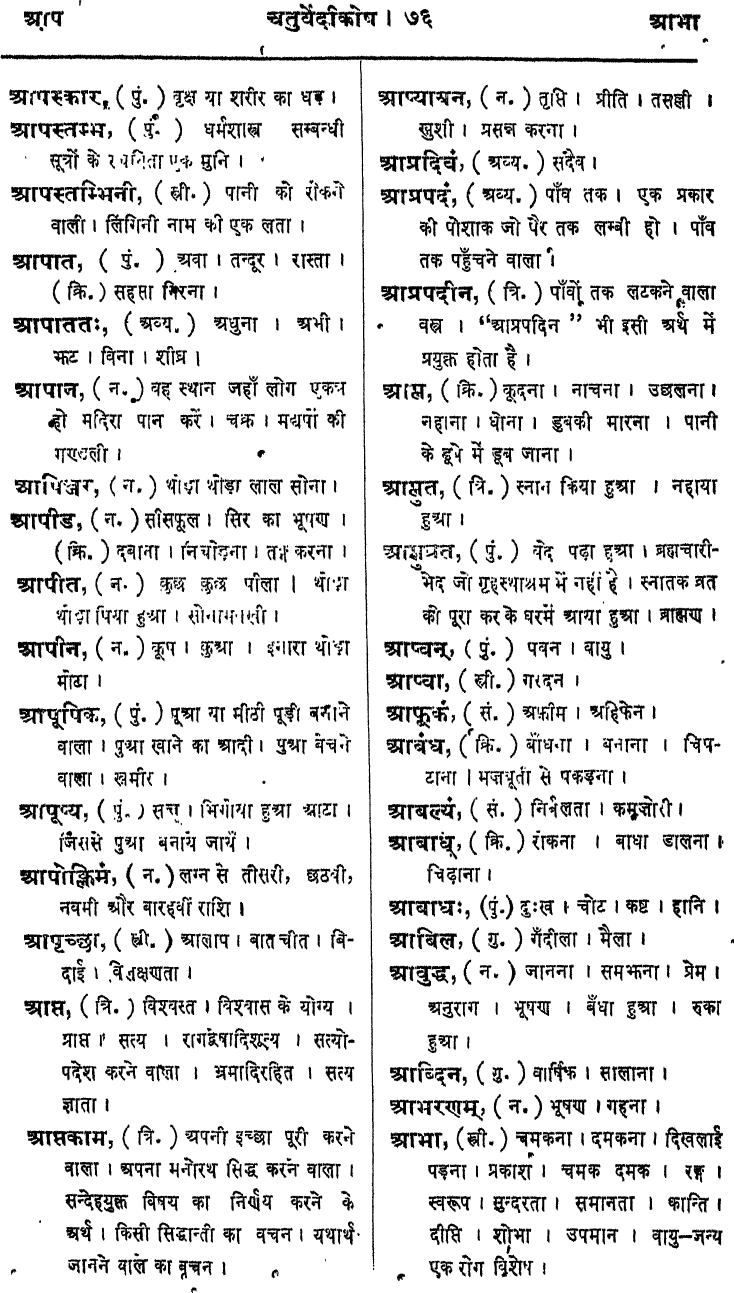 आप
चतुर्वेदीकोष । ७६
आभा
आपस्कार, (पुं. ) वृक्ष या शरीर का धड़ ।
आपस्तम्भ, (पुं. ) धर्मशास्त्र सम्बन्धी
सूत्रों के रचयिता एक मुनि ।
आपस्तम्भिनी, (स्त्री. ) पानी को रोकने
वाली । लिंगिनी नाम की एक लता ।
आपात, ( पुं. ) अवा । तन्दूर । रास्ता ।
(क्रि. ) सहसा गिरना ।
आपाततः, (अव्य. ) अधुना । अभी ।
झट । विना । शीघ्र ।
आपान, (न. ) वह स्थान जहाँ लोग एकत्र
हो मदिरा पान करें । चक्र । मद्यपों की
मण्डली ।
आपिञ्जर, (न. ) थोड़ा थोड़ा लाल सोना ।
आपीड, (न. ) सीसफूल । सिर का भूषण ।
(क्रि. ) दबाना । निचोड़ना । तङ्ग करना ।
आपीत, (न. ) कुछ कुछ पीला । थोड़ा
थोड़ा पिया हुआ । सोनामक्खी ।
आपीन, (न. ) कूप । कुआ । इनारा थोड़ा
मोटा ।
आपूपिक, (पुं. ) पूआ या मीठी पूड़ी बनाने
वाला । पुआ खाने का आदी । पुआ बेचने
वाला । खमीर ।
आपूप्य, (पुं. ) सत्तू । भिगोया हुआ आटा ।
जिससे पुआ बनाये जायें ।
आपोक्लिमं, (न. ) लग्न से तीसरी, छठवीं,
नवमी और बारहवीं राशि ।
आपृच्छा, (स्त्री. ) आलाप । बातचीत । बि-
दाई । विलक्षणता ।
आप्त, (त्रि. ) विश्वस्त । विश्वास के योग्य ।
प्राप्त । सत्य । रागद्वेषादिशून्य । सत्यो-
पदेश करने वाला । भ्रमादिरहित । सत्य
ज्ञाता ।
आप्तकाम, (त्रि. ) अपनी इच्छा पूरी करने
वाला । अपना मनोरथ सिद्ध करने वाला ।
सन्देहयुक्त विषय का निर्णय करने के
अर्थ । किसी सिद्धान्ती का वचन । यथार्थ
जानने वाले का वचन ।
आप्यायन, (न. ) तृप्ति । प्रीति । तसल्ली ।
खुशी । प्रसन्न करना ।
आप्रदिवं, (अव्य. ) सदैव ।
आप्रपदं, (अव्य. ) पाँव तक । एक प्रकार
की पोशाक जो पैर तक लम्बी हो । पाँव
तक पहुँचने वाला ।
आप्रपदीन, (त्रि. ) पाँवों तक लटकने वाला
वस्त्र । "आप्रपदिन" भी इसी अर्थ में
प्रयुक्त होता है ।
आप्लु, (क्रि. ) कूदना । नाचना । उछलना ।
नहाना । धोना । डुबकी मारना । पानी
के डूबे में डूब जाना ।
आप्लुत, (त्रि. ) स्नान किया हुआ । नहाया
हुआ ।
आप्लुतव्रत, (पुं. ) वेद पढ़ा हुआ । ब्रह्मचारी-
भेद जो गृहस्थाश्रम में नहीं है । स्नातक व्रत
को पूरा कर के घरमें आया हुआ । ब्राह्मण ।
आप्वन्, (पुं. ) पवन । वायु ।
आप्वा, (स्त्री. ) गरदन ।
आफूकं, (सं. ) अफ़ीम । अहिफेन ।
आबंध, (क्रि. ) बाँधना । बनाना । चिप-
टाना । मजबूती से पकड़ना ।
आबल्यं, (सं. ) निर्बलता । कमज़ोरी ।
आबाध्, (क्रि. ) रोकना । बाधा डालना ।
चिढ़ाना ।
आबाधः, (पुं. ) दुःख । चोट । कष्ट । हानि ।
आबिल, (गु. ) गँदीला । मैला ।
आबुद्ध, (न. ) जानना । समझना । प्रेम ।
अनुराग । भूषण । बँधा हुआ । रुका
हुआ ।
आब्दिन, (गु. ) वार्षिक । सालाना ।
आभरणम्, (न. ) भूषण । गहना ।
आभा, (स्त्री. ) चमकना । दमकना । दिखलाई
पड़ना । प्रकाश । चमक दमक । रङ्ग ।
स्वरूप । सुन्दरता । समानता । कान्ति ।
दीप्ति । शोभा । उपमान । वायु–जन्य
एक रोग विशेष ।